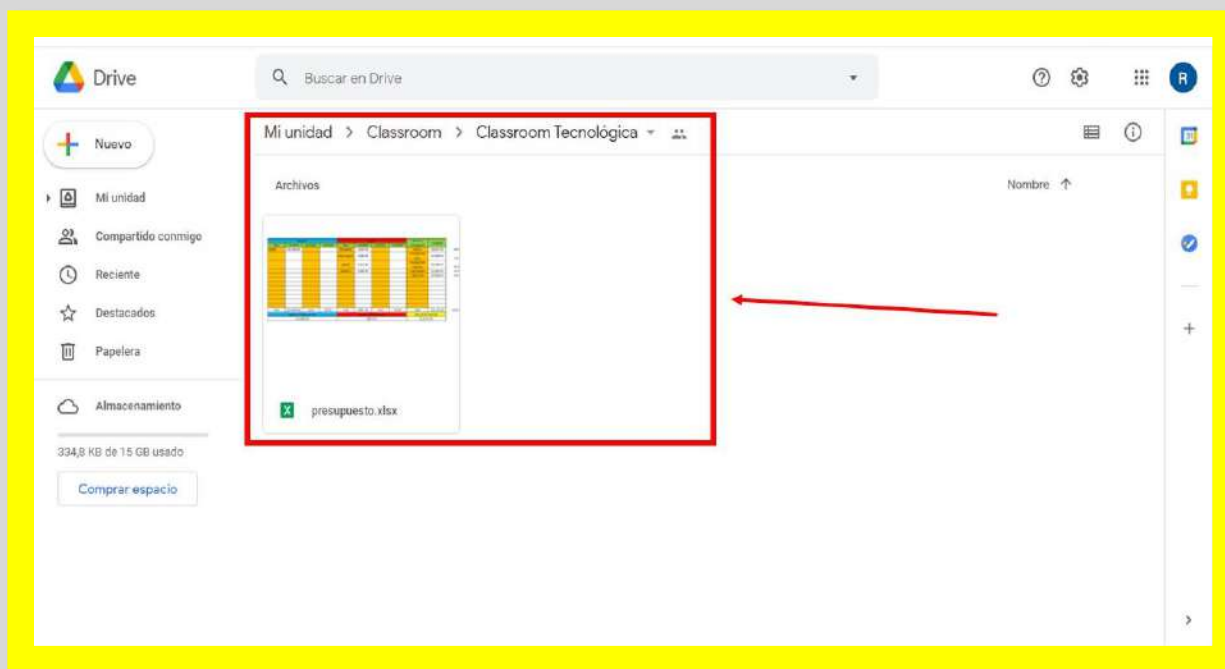 Drive
Buscar en Drive
R
Nuevo
Mi unidad > Classroom > Classroom Tecnológica
Archivos
Nombre
Mi unidad
Compartido conmigo
Reciente
Destacados
Papelera
Almacenamiento
334,8 KB de 15 GB usado
Comprar espacio
presupuesto.xlsx